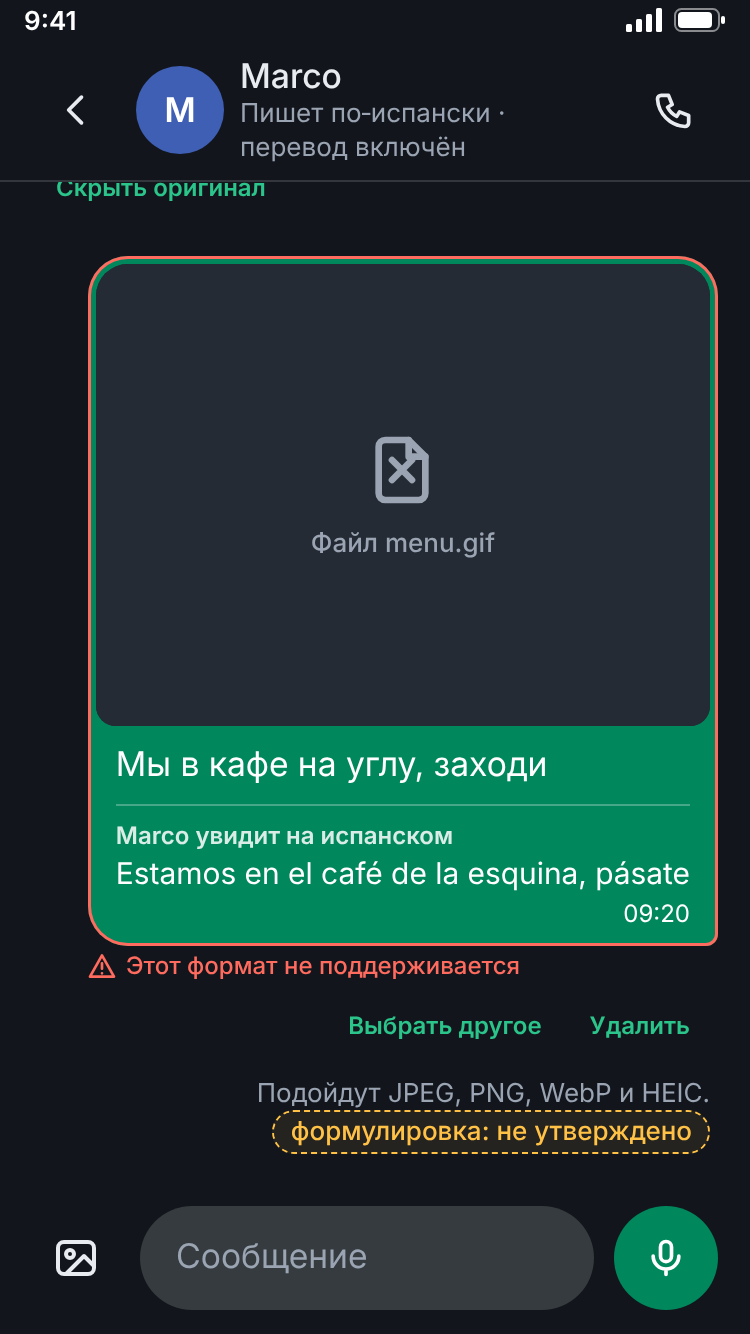 9:41
M
Marco
Пишет по-испански ·
перевод включён
Скрыть оригинал
Файл menu.gif
Мы в кафе на углу, заходи
Marco увидит на испанском
Estamos en el café de la esquina, pásate
09:20
Этот формат не поддерживается
Выбрать другое Удалить
Подойдут JPEG, PNG, WebP и HEIC.
формулировка: не утверждено
Сообщение